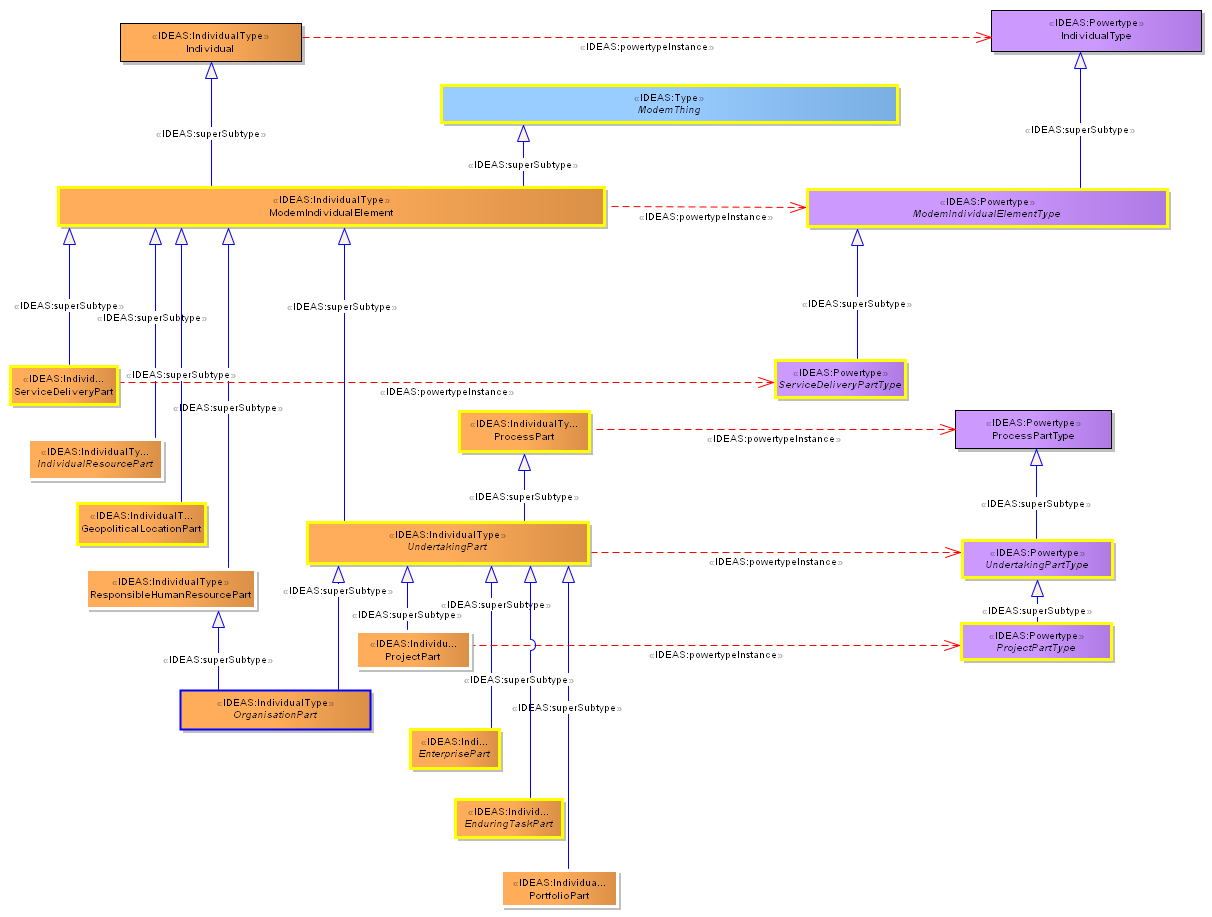 «IDEAS:Powertype»
IndividualType
«IDEAS:IndividualType»
Individual
«IDEAS:powertypeInstance»
«IDEAS:Type»
ModemThing
«IDEAS:superSubtype»
«IDEAS:superSubtype»
«IDEAS:superSubtype»
«IDEAS:IndividualType»
ModemIndividualElement
«IDEAS:powertypeInstance»
«IDEAS:Powertype»
ModemIndividualElementType
«IDEAS:superSubtype»
«IDEAS:superSubtype»
«IDEAS:superSubtype»
«IDEAS:superSubtype»
«IDEAS:superSubtype»
«IDEAS:superSubtype»
«IDEAS:Individ...
ServiceDeliveryPart
«IDEAS:powertypeInstance»
«IDEAS:Powertype»
ServiceDeliveryPartType
«IDEAS:IndividualTy...
ProcessPart
«IDEAS:powertypeInstance»
«IDEAS:Powertype»
ProcessPartType
«IDEAS:IndividualTy...
IndividualResourcePart
«IDEAS:superSubtype»
«IDEAS:superSubtype»
«IDEAS:IndividualT...
GeopoliticalLocationPart
«IDEAS:IndividualType»
UndertakingPart
«IDEAS:powertypeInstance»
«IDEAS:Powertype»
UndertakingPartType
«IDEAS:IndividualType»
ResponsibleHumanResourcePart
«IDEAS:superSubtype»
«IDEAS:superSubtype»
«IDEAS:superSubtype»
«IDEAS:superSubtype»
«IDEAS:Individu...
ProjectPart
«IDEAS:powertypeInstance»
«IDEAS:Powertype»
ProjectPartType
«IDEAS:superSubtype»
«IDEAS:superSubtype»
«IDEAS:superSubtype»
«IDEAS:IndividualType»
OrganisationPart
«IDEAS:Indi...
EnterprisePart
«IDEAS:Individ...
EnduringTaskPart
«IDEAS:Individua...
PortfolioPart